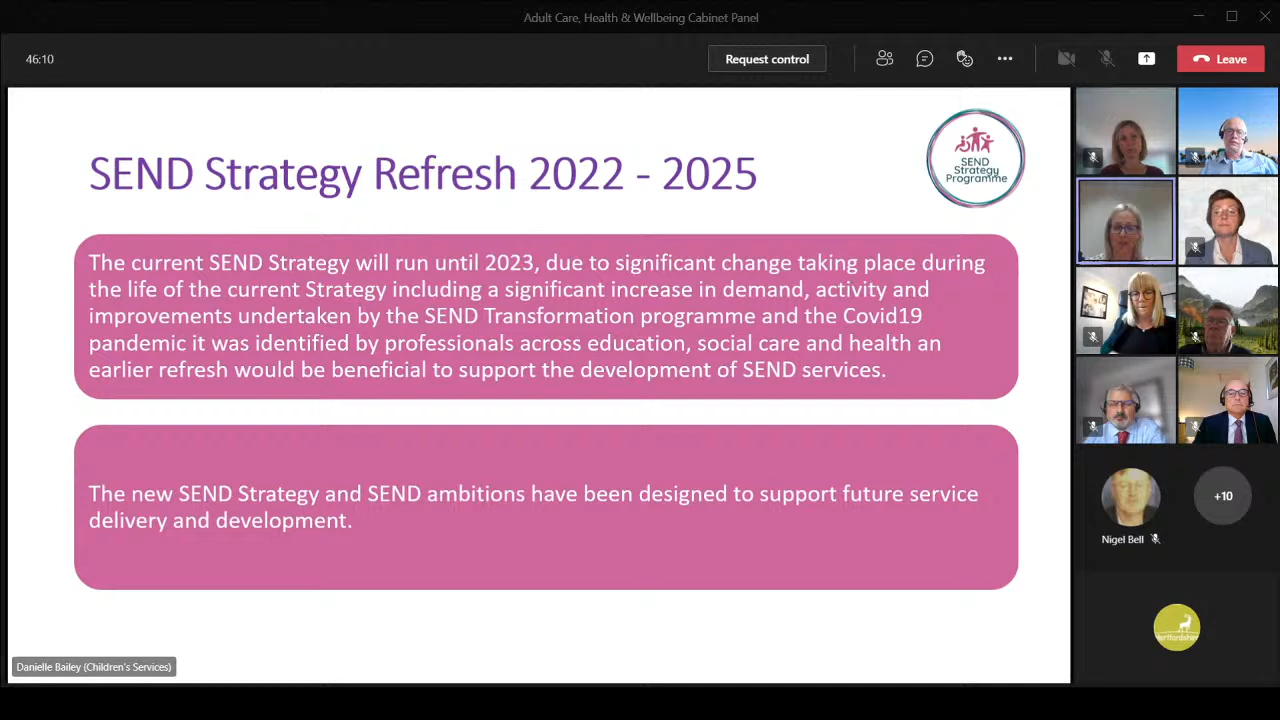 Adult Care, Health & Wellbeing Cabinet Panel
46:10
Request control
Leave
SEND Strategy Refresh 2022 - 2025
SEND
Strategy
Programme
The current SEND Strategy will run until 2023, due to significant change taking place during
the life of the current Strategy including a significant increase in demand, activity and
improvements undertaken by the SEND Transformation programme and the Covid19
pandemic it was identified by professionals across education, social care and health an
earlier refresh would be beneficial to support the development of SEND services.
The new SEND Strategy and SEND ambitions have been designed to support future service
delivery and development.
+10
Nigel Bell
Hertfordshire
Danielle Bailey (Children's Services)